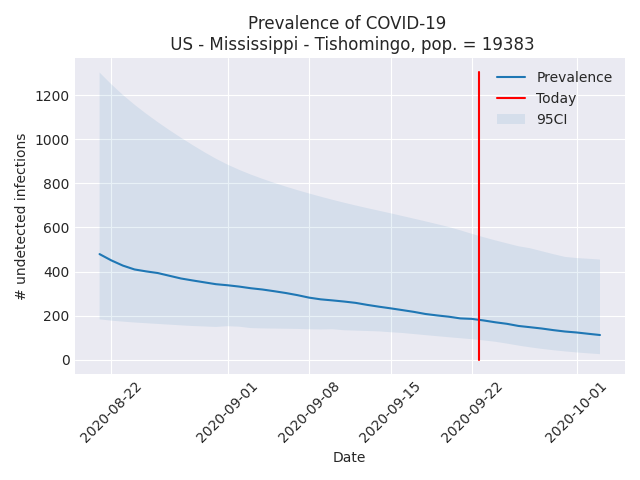 Prevalence of COVID-19
US - Mississippi - Tishomingo, pop. = 19383
Prevalence
Today
95CI
# undetected infections
1200
1000
800
600
400
200
0
2020-08-22
2020-09-01
2020-09-08
2020-09-15
2020-09-22
2020-10-01
Date